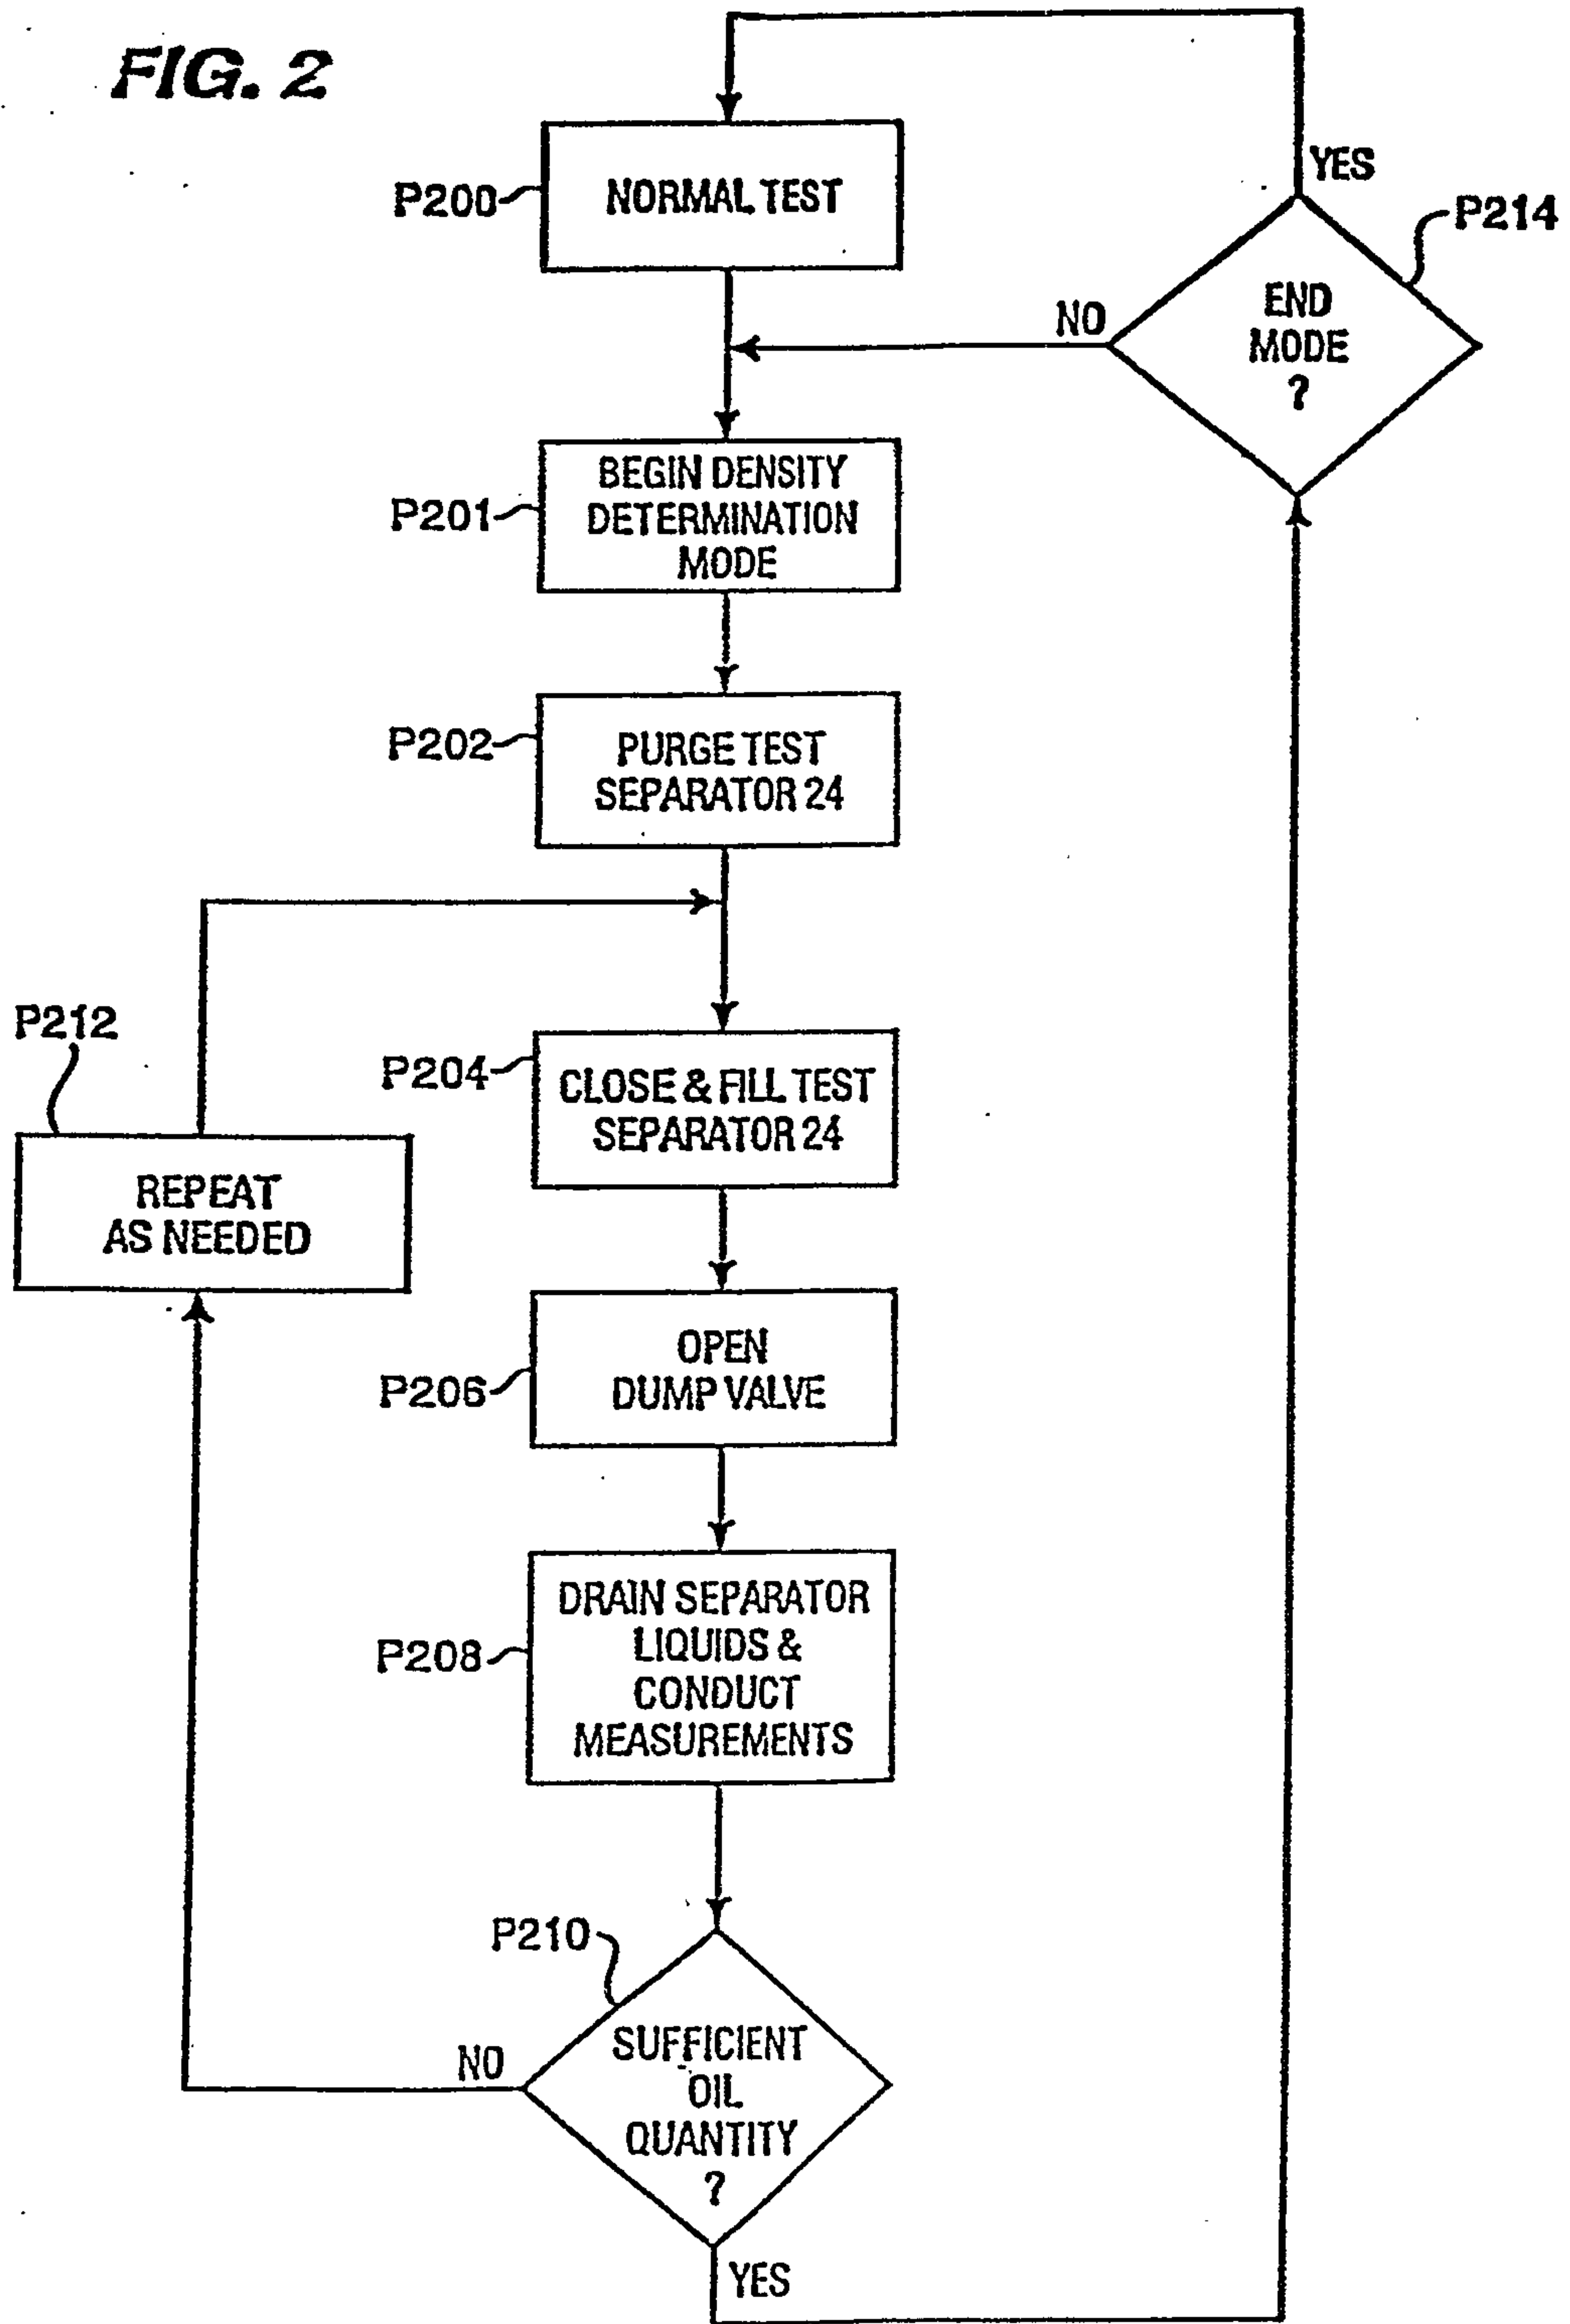 FIG. 2
YES
P200
NORMAL TEST
P214
END
MODE
?
NO
P201
BEGIN DENSITY
DETERMINATION
MODE
P202
PURGE TEST
SEPARATOR 24
P212
P204
CLOSE & FILL TEST
SEPARATOR 24
REPEAT
AS NEEDED
P206
OPEN
DUMP VALVE
P208
DRAIN SEPARATOR
LIQUIDS &
CONDUCT
MEASUREMENTS
P210
NO
SUFFICIENT
OIL
QUANTITY
?
YES